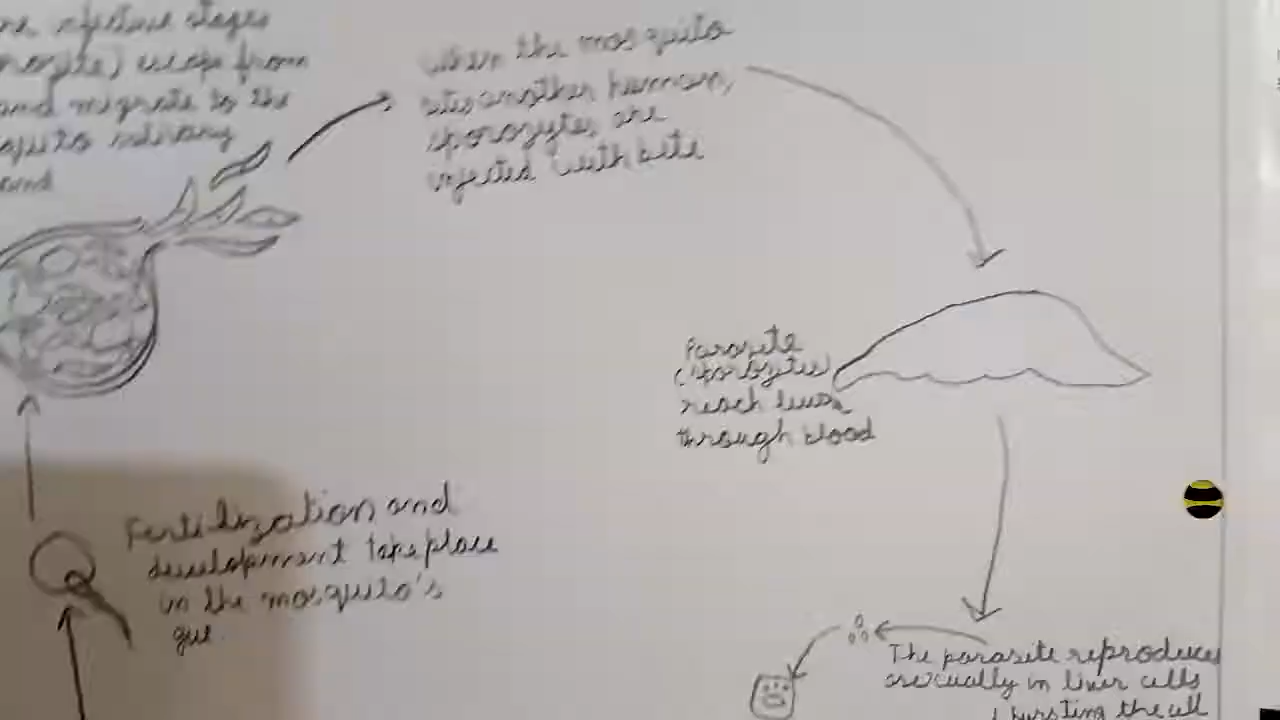 infective stages
escape from
and migrate to the
salivary
When the mosquito
another human,
sporozytes are
injected with bite
Parasite
(sporozites)
reach liver
through blood
Fertilization and
development take place
in the mosquito's
gut.
The parasite reproduces
asexually in liver cells
bursting the cell